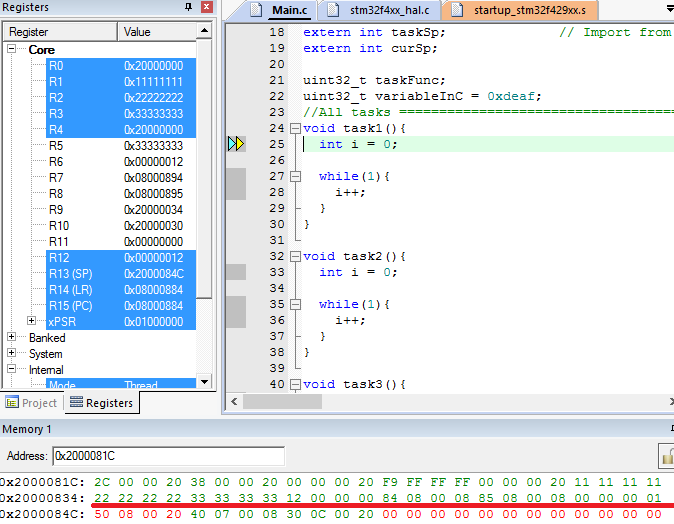 Registers
Register Value
Core
R0 0x20000000
R1 0x11111111
R2 0x22222222
R3 0x33333333
R4 0x20000000
R5 0x33333333
R6 0x00000012
R7 0x08000894
R8 0x08000895
R9 0x20000034
R10 0x20000030
R11 0x00000000
R12 0x00000012
R13 (SP) 0x2000084C
R14 (LR) 0x08000884
R15 (PC) 0x08000884
xPSR 0x01000000
Banked
System
Internal
Mode Thread
Project Registers
Main.c stm32f4xx_hal.c startup_stm32f429xx.s
18 extern int taskSp; // Import from
19 extern int curSp;
20
21 uint32_t taskFunc;
22 uint32_t variableInC = 0xdeaf;
23 //All tasks ===================================
24 void task1(){
25 int i = 0;
26
27 while(1){
28 i++;
29 }
30 }
31
32 void task2(){
33 int i = 0;
34
35 while(1){
36 i++;
37 }
38 }
39
40 void task3(){
Memory 1
Address: 0x2000081C
0x2000081C: 2C 00 00 20 38 00 00 20 00 00 00 20 F9 FF FF FF 00 00 00 20 11 11 11 11
0x20000834: 22 22 22 22 33 33 33 33 12 00 00 00 84 08 00 08 85 08 00 08 00 00 00 01
0x2000084C: 50 08 00 20 40 07 00 08 30 0C 00 20 00 00 00 00 00 00 00 00 00 00 00 00